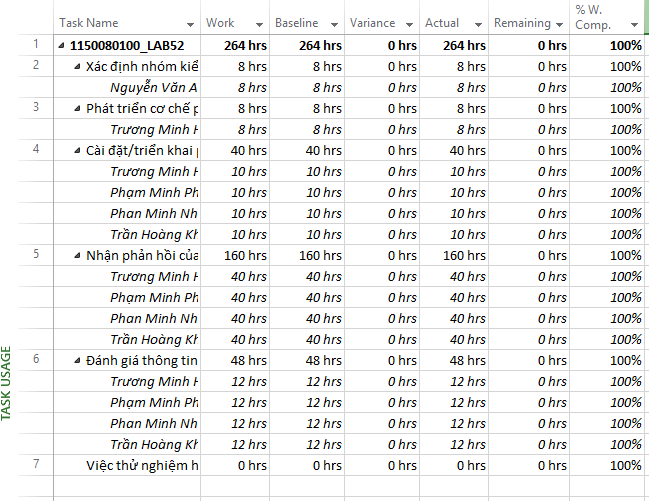 Task Name Work Baseline Variance Actual Remaining % W. Comp.
1 1150080100_LAB52 264 hrs 264 hrs 0 hrs 264 hrs 0 hrs 100%
2 Xác định nhóm kiể 8 hrs 8 hrs 0 hrs 8 hrs 0 hrs 100%
Nguyễn Văn A 8 hrs 8 hrs 0 hrs 8 hrs 0 hrs 100%
3 Phát triển cơ chế p 8 hrs 8 hrs 0 hrs 8 hrs 0 hrs 100%
Trương Minh H 8 hrs 8 hrs 0 hrs 8 hrs 0 hrs 100%
4 Cài đặt/triển khai p 40 hrs 40 hrs 0 hrs 40 hrs 0 hrs 100%
Trương Minh H 10 hrs 10 hrs 0 hrs 10 hrs 0 hrs 100%
Phạm Minh Ph 10 hrs 10 hrs 0 hrs 10 hrs 0 hrs 100%
Phan Minh Nh 10 hrs 10 hrs 0 hrs 10 hrs 0 hrs 100%
Trần Hoàng Kh 10 hrs 10 hrs 0 hrs 10 hrs 0 hrs 100%
5 Nhận phản hồi của 160 hrs 160 hrs 0 hrs 160 hrs 0 hrs 100%
Trương Minh H 40 hrs 40 hrs 0 hrs 40 hrs 0 hrs 100%
Phạm Minh Ph 40 hrs 40 hrs 0 hrs 40 hrs 0 hrs 100%
Phan Minh Nh 40 hrs 40 hrs 0 hrs 40 hrs 0 hrs 100%
Trần Hoàng Kh 40 hrs 40 hrs 0 hrs 40 hrs 0 hrs 100%
6 Đánh giá thông tin 48 hrs 48 hrs 0 hrs 48 hrs 0 hrs 100%
Trương Minh H 12 hrs 12 hrs 0 hrs 12 hrs 0 hrs 100%
Phạm Minh Ph 12 hrs 12 hrs 0 hrs 12 hrs 0 hrs 100%
Phan Minh Nh 12 hrs 12 hrs 0 hrs 12 hrs 0 hrs 100%
Trần Hoàng Kh 12 hrs 12 hrs 0 hrs 12 hrs 0 hrs 100%
7 Việc thử nghiệm h 0 hrs 0 hrs 0 hrs 0 hrs 0 hrs 100%
TASK USAGE